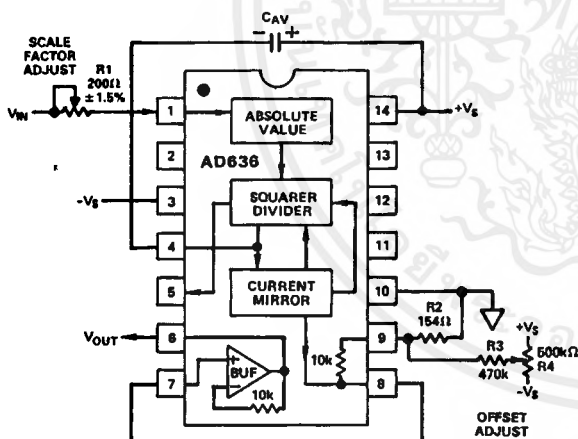 CAV
SCALE
FACTOR
ADJUST
R1
200Ω
±1.5%
VIN
− +
1
ABSOLUTE
VALUE
14
+VS
2
AD636
13
-VS
3
SQUARER
DIVIDER
12
4
11
5
CURRENT
MIRROR
10
R2
154Ω
VOUT
6
10k
9
+VS
R3
470k
500kΩ
R4
-VS
7
+
BUF
−
10k
8
OFFSET
ADJUST